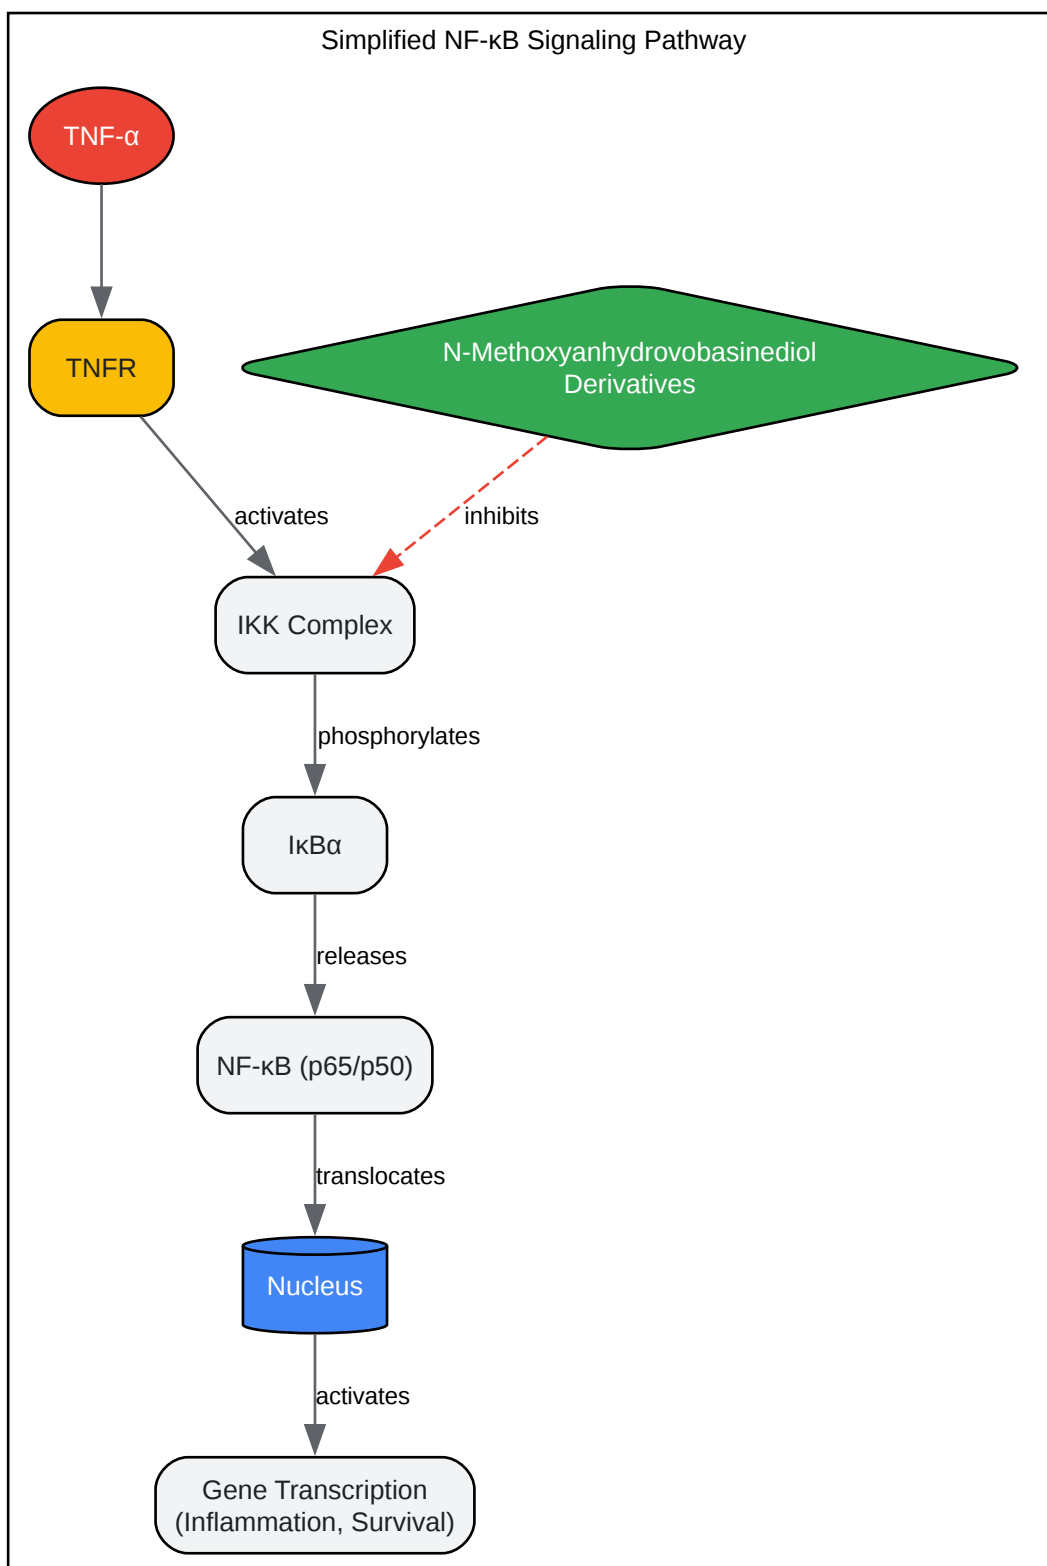 Simplified NF-κB Signaling Pathway
TNF-α
TNFR
N-Methoxyanhydrovobasinediol
Derivatives
activates
inhibits
IKK Complex
phosphorylates
IκBα
releases
NF-κB (p65/p50)
translocates
Nucleus
activates
Gene Transcription
(Inflammation, Survival)